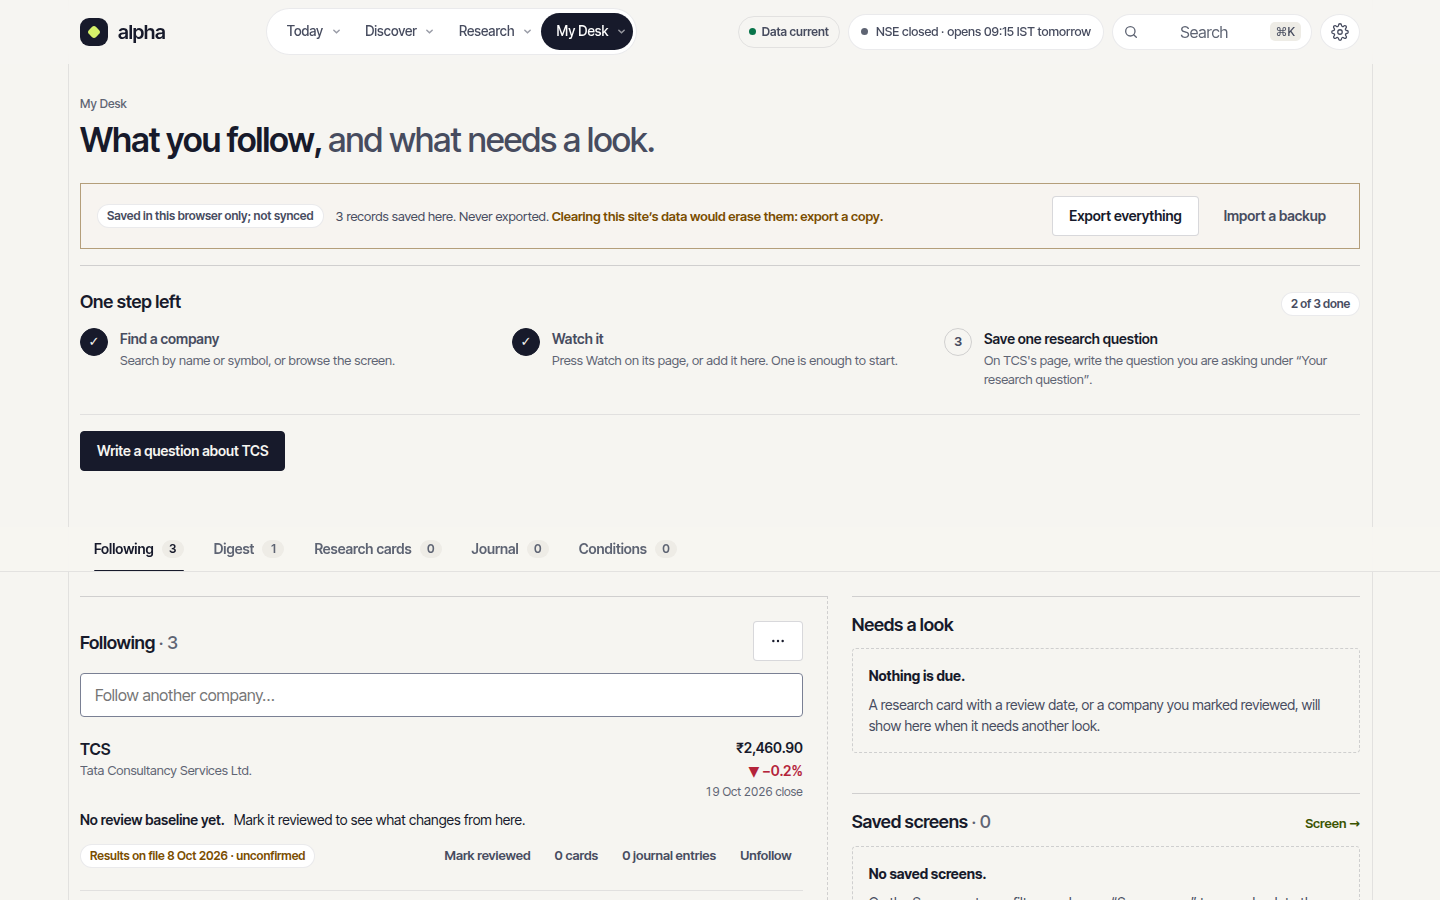 alpha
Today
Discover
Research
My Desk
Data current
NSE closed · opens 09:15 IST tomorrow
Search
⌘K
My Desk
What you follow, and what needs a look.
Saved in this browser only; not synced
3 records saved here. Never exported. Clearing this site's data would erase them: export a copy.
Export everything
Import a backup
One step left
2 of 3 done
✓
Find a company
Search by name or symbol, or browse the screen.
✓
Watch it
Press Watch on its page, or add it here. One is enough to start.
3
Save one research question
On TCS's page, write the question you are asking under “Your
research question”.
Write a question about TCS
Following 3
Digest 1
Research cards 0
Journal 0
Conditions 0
Following · 3
...
Follow another company...
TCS
Tata Consultancy Services Ltd.
₹2,460.90
▼ −0.2%
19 Oct 2026 close
No review baseline yet. Mark it reviewed to see what changes from here.
Results on file 8 Oct 2026 · unconfirmed
Mark reviewed
0 cards
0 journal entries
Unfollow
Needs a look
Nothing is due.
A research card with a review date, or a company you marked reviewed, will
show here when it needs another look.
Saved screens · 0
Screen →
No saved screens.